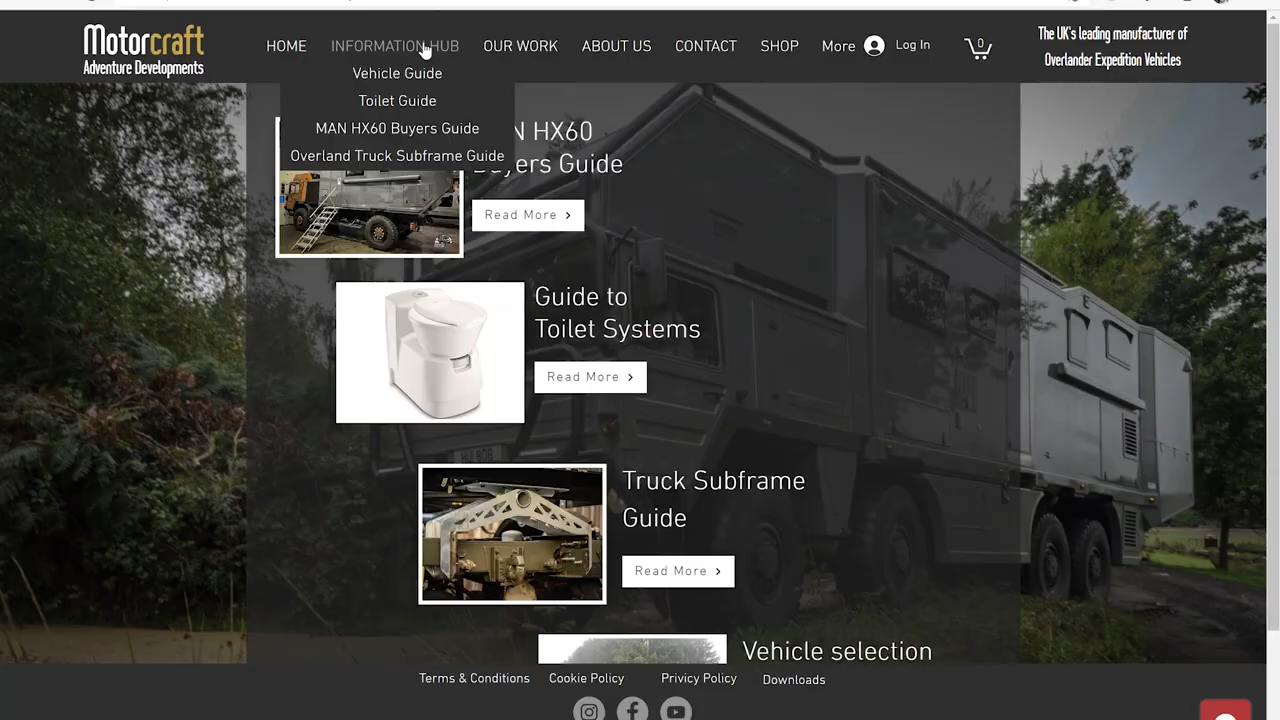 Motorcraft
Adventure Developments
HOME
INFORMATION HUB
OUR WORK
ABOUT US
CONTACT
SHOP
More
Log In
0
The UK's leading manufacturer of
Overlander Expedition Vehicles
Vehicle Guide
Toilet Guide
MAN HX60 Buyers Guide
Overland Truck Subframe Guide
N HX60
Buyers Guide
Read More >
Guide to
Toilet Systems
Read More >
Truck Subframe
Guide
Read More >
Vehicle selection
Terms & Conditions
Cookie Policy
Privicy Policy
Downloads